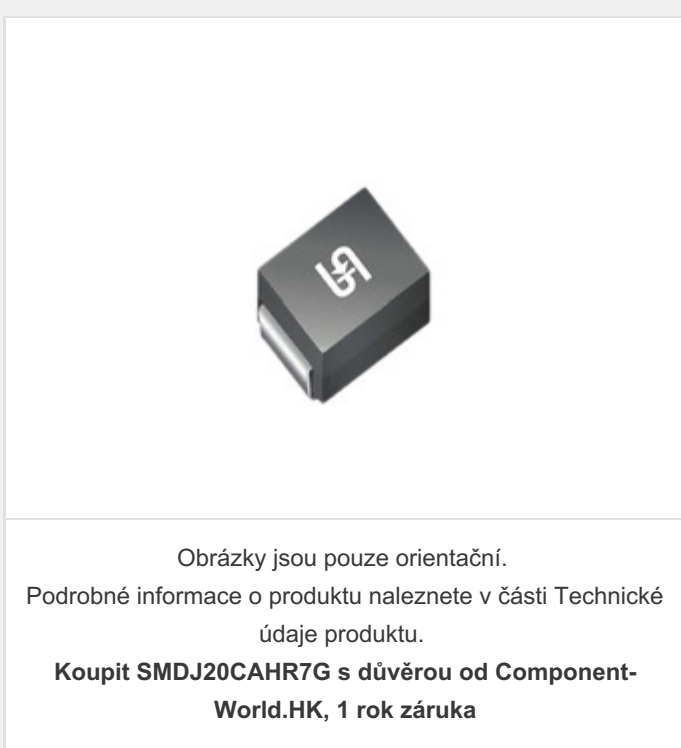 Obrázky jsou pouze orientační.
Podrobné informace o produktu naleznete v části Technické
údaje produktu.
Koupit SMDJ20CAHR7G s důvěrou od Component-
World.HK, 1 rok záruka